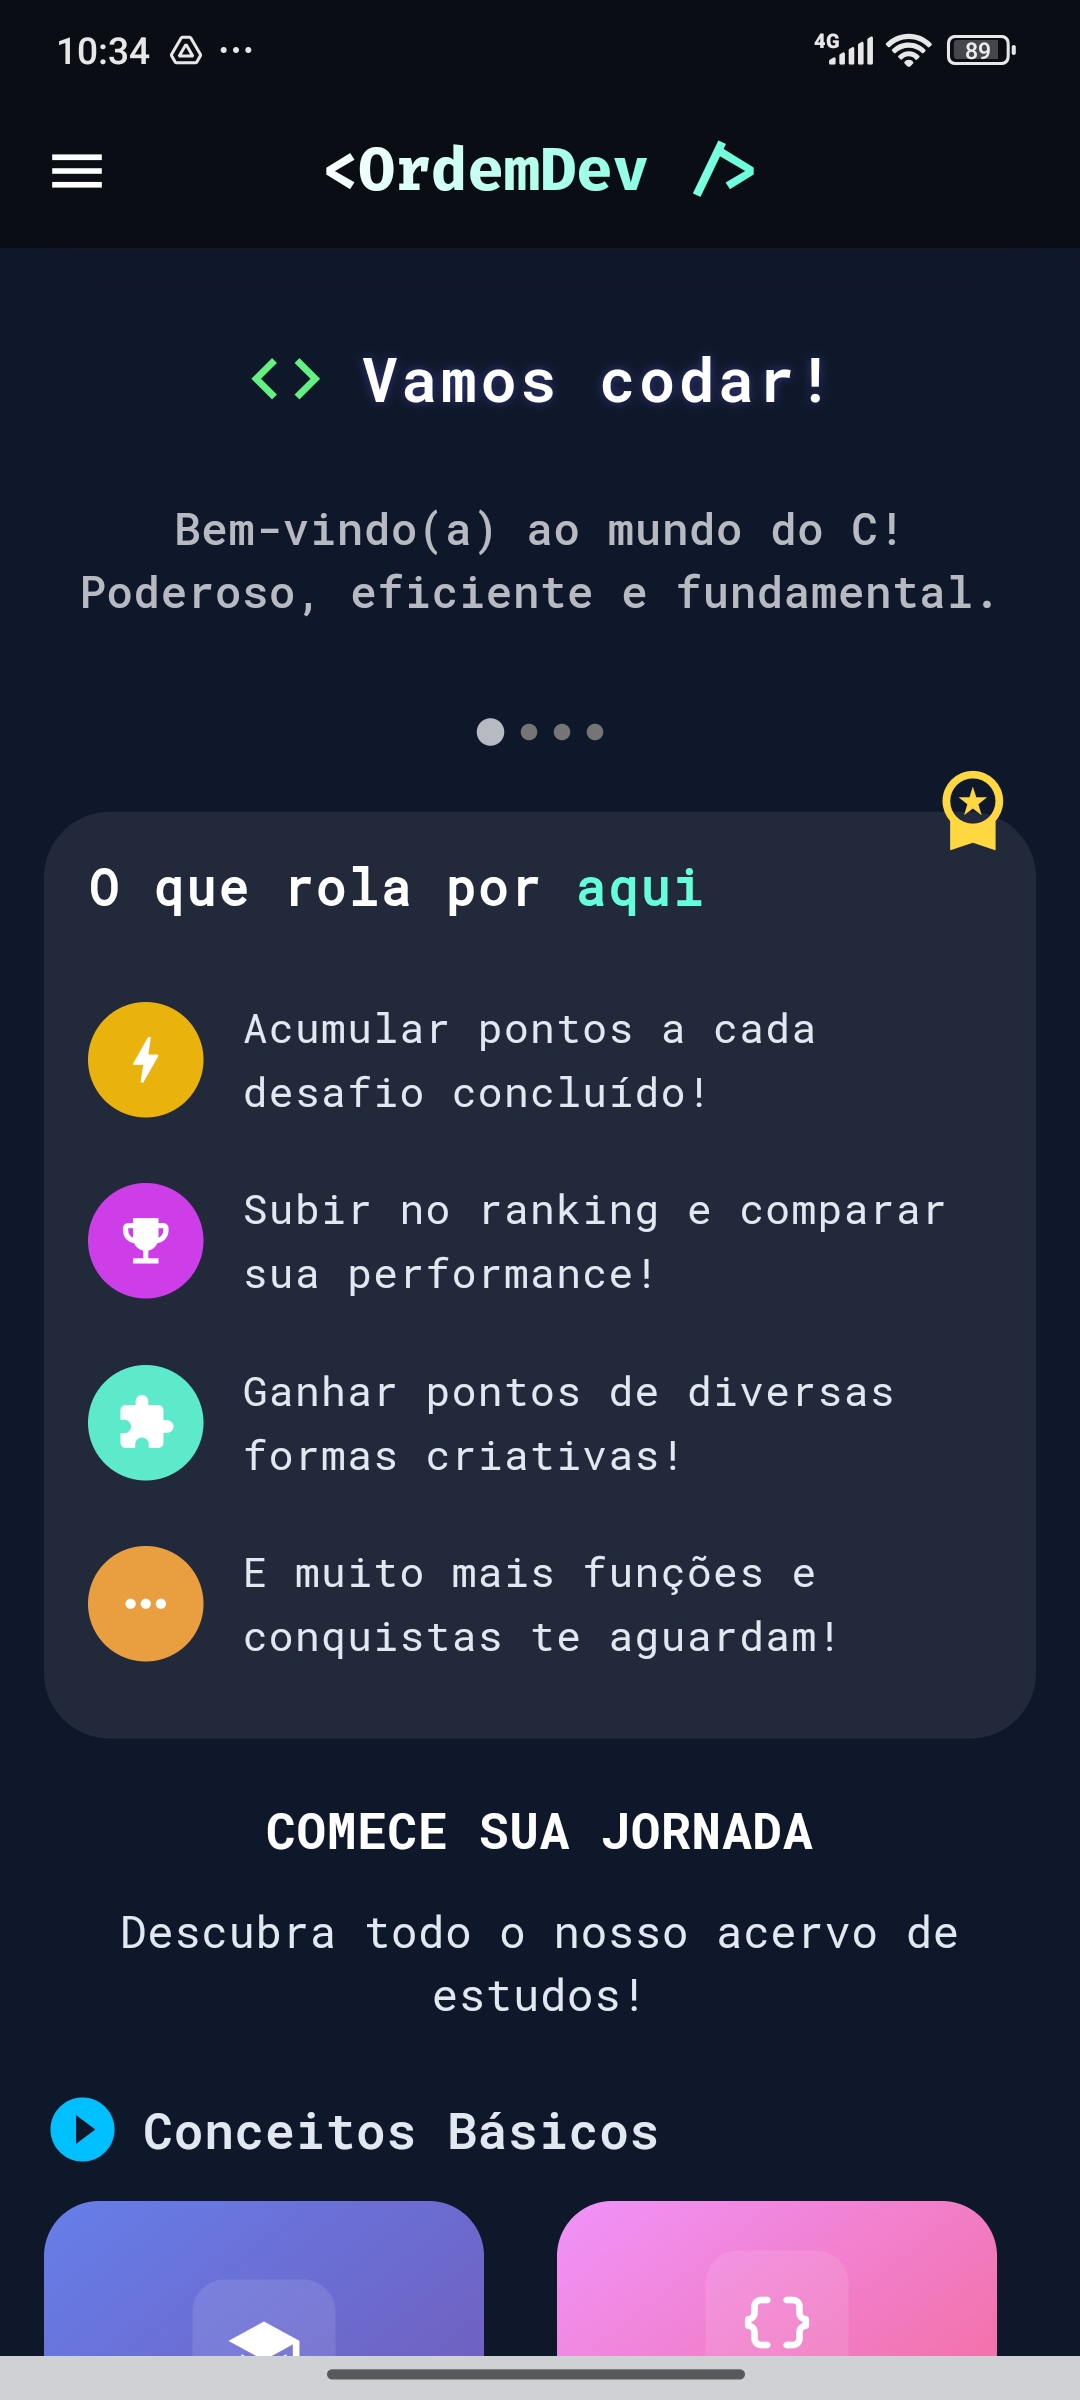 10:34
4G
89
<OrdemDev />
<> Vamos codar!
Bem-vindo(a) ao mundo do C!
Poderoso, eficiente e fundamental.
O que rola por aqui
Acumular pontos a cada
desafio concluído!
Subir no ranking e comparar
sua performance!
Ganhar pontos de diversas
formas criativas!
E muito mais funções e
conquistas te aguardam!
COMECE SUA JORNADA
Descubra todo o nosso acervo de
estudos!
Conceitos Básicos
{}